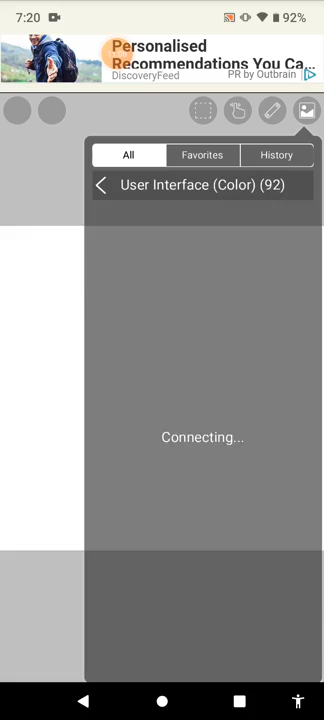 7:20
92%
Personalised
Recommendations You Ca...
DiscoveryFeed
PR by Outbrain
All
Favorites
History
User Interface (Color) (92)
Connecting...